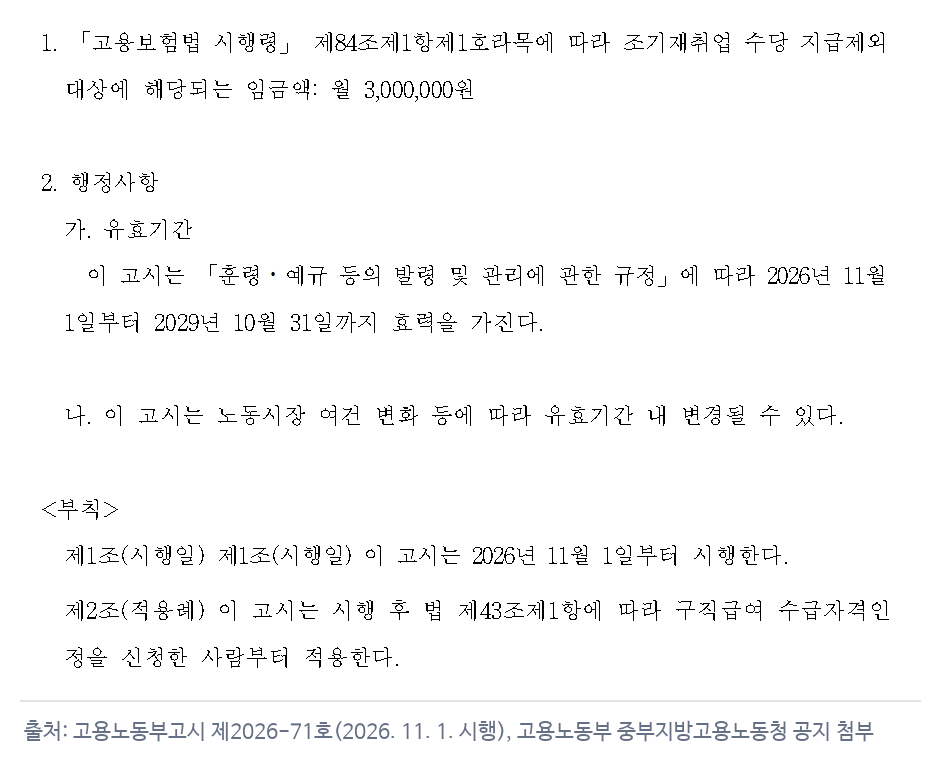 1. 「고용보험법 시행령」 제84조제1항제1호라목에 따라 조기재취업 수당 지급제외
대상에 해당되는 임금액: 월 3,000,000원
2. 행정사항
가. 유효기간
이 고시는 「훈령·예규 등의 발령 및 관리에 관한 규정」에 따라 2026년 11월
1일부터 2029년 10월 31일까지 효력을 가진다.
나. 이 고시는 노동시장 여건 변화 등에 따라 유효기간 내 변경될 수 있다.
<부칙>
제1조(시행일) 제1조(시행일) 이 고시는 2026년 11월 1일부터 시행한다.
제2조(적용례) 이 고시는 시행 후 법 제43조제1항에 따라 구직급여 수급자격인
정을 신청한 사람부터 적용한다.
출처: 고용노동부고시 제2026-71호(2026. 11. 1. 시행), 고용노동부 중부지방고용노동청 공지 첨부